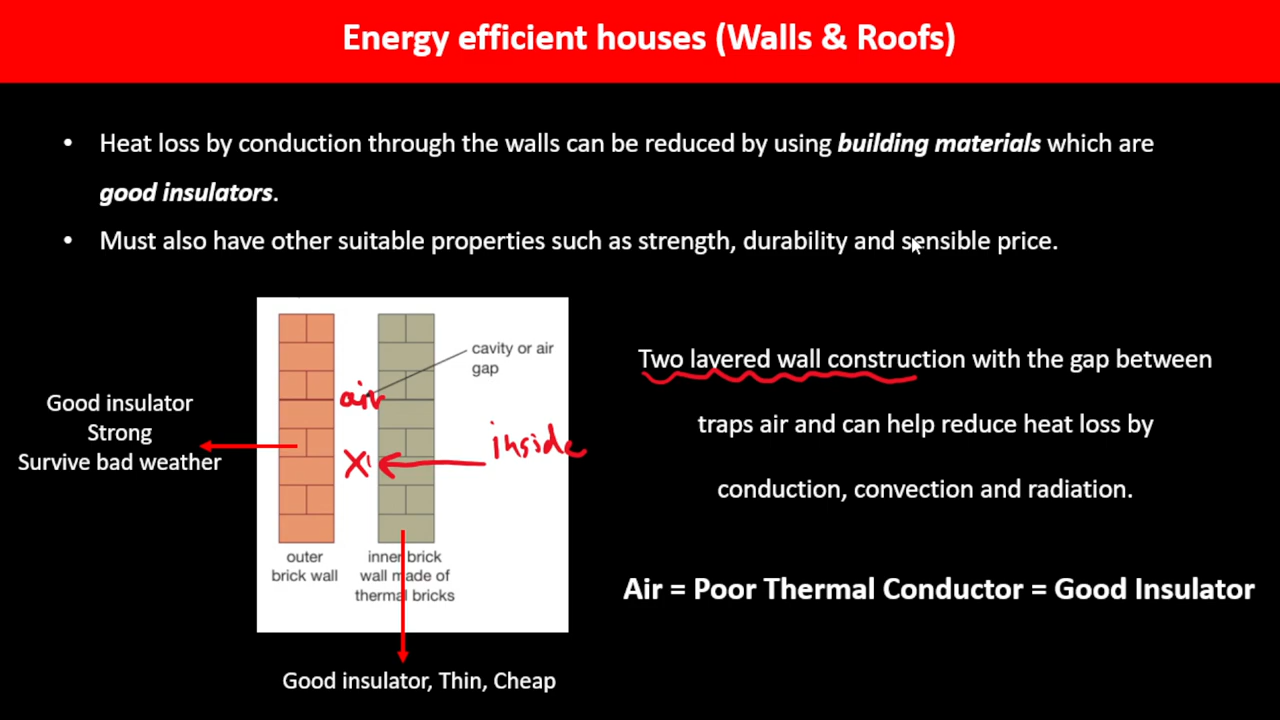 Energy efficient houses (Walls & Roofs)
• Heat loss by conduction through the walls can be reduced by using building materials which are
good insulators.
• Must also have other suitable properties such as strength, durability and sensible price.
cavity or air
gap
air
inside
X
Good insulator
Strong
Survive bad weather
outer
brick wall
inner brick
wall made of
thermal bricks
Good insulator, Thin, Cheap
Two layered wall construction with the gap between
traps air and can help reduce heat loss by
conduction, convection and radiation.
Air = Poor Thermal Conductor = Good Insulator